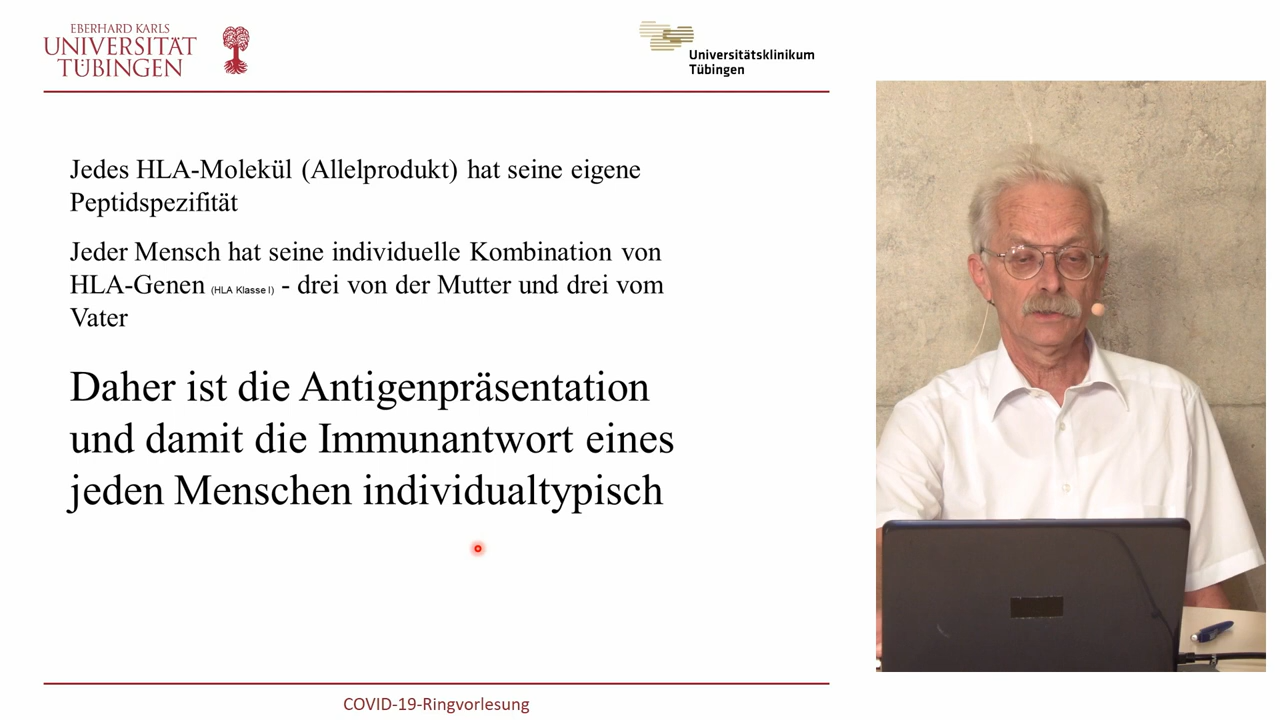 EBERHARD KARLS
UNIVERSITÄT
TÜBINGEN
Universitätsklinikum
Tübingen
Jedes HLA-Molekül (Allelprodukt) hat seine eigene
Peptidspezifität
Jeder Mensch hat seine individuelle Kombination von
HLA-Genen (HLA Klasse I) - drei von der Mutter und drei vom
Vater
Daher ist die Antigenpräsentation
und damit die Immunantwort eines
jeden Menschen individualtypisch
COVID-19-Ringvorlesung